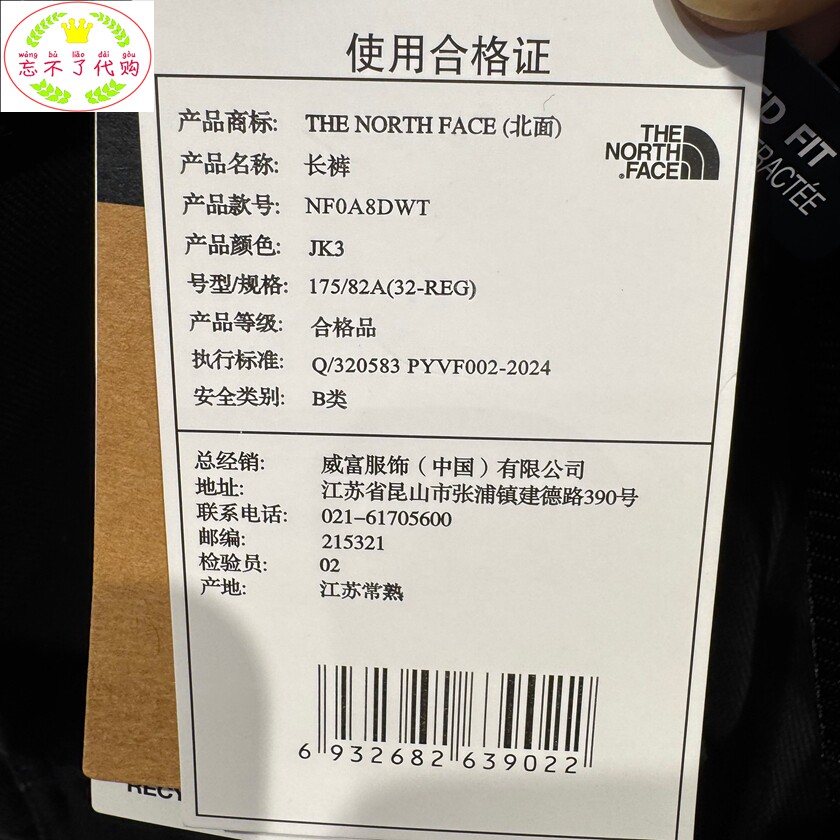 wàng bù liǎo dài gòu
忘不了代购
使用合格证
产品商标: THE NORTH FACE (北面)
THE
NORTH
FACE
产品名称: 长裤
产品款号: NF0A8DWT
产品颜色: JK3
号型/规格: 175/82A(32-REG)
产品等级: 合格品
执行标准: Q/320583 PYVF002-2024
安全类别: B类
总经销: 威富服饰（中国）有限公司
地址: 江苏省昆山市张浦镇建德路390号
联系电话: 021-61705600
邮编: 215321
检验员: 02
产地: 江苏常熟
6 932682 639022
FIT